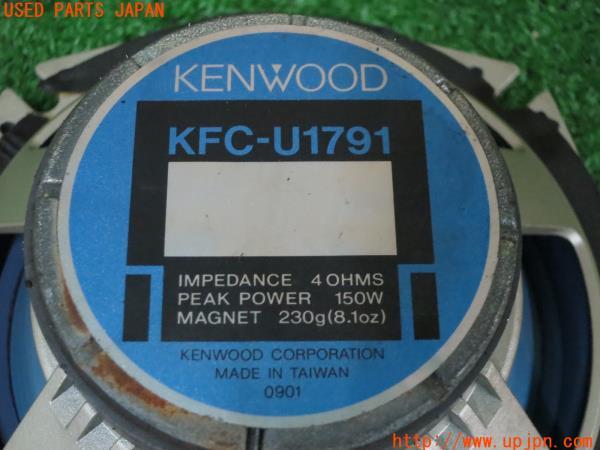 USED PARTS JAPAN
KENWOOD
KFC-U1791
IMPEDANCE 4 OHMS
PEAK POWER 150W
MAGNET 230g(8.1oz)
KENWOOD CORPORATION
MADE IN TAIWAN
0901
http://www.upjpn.com